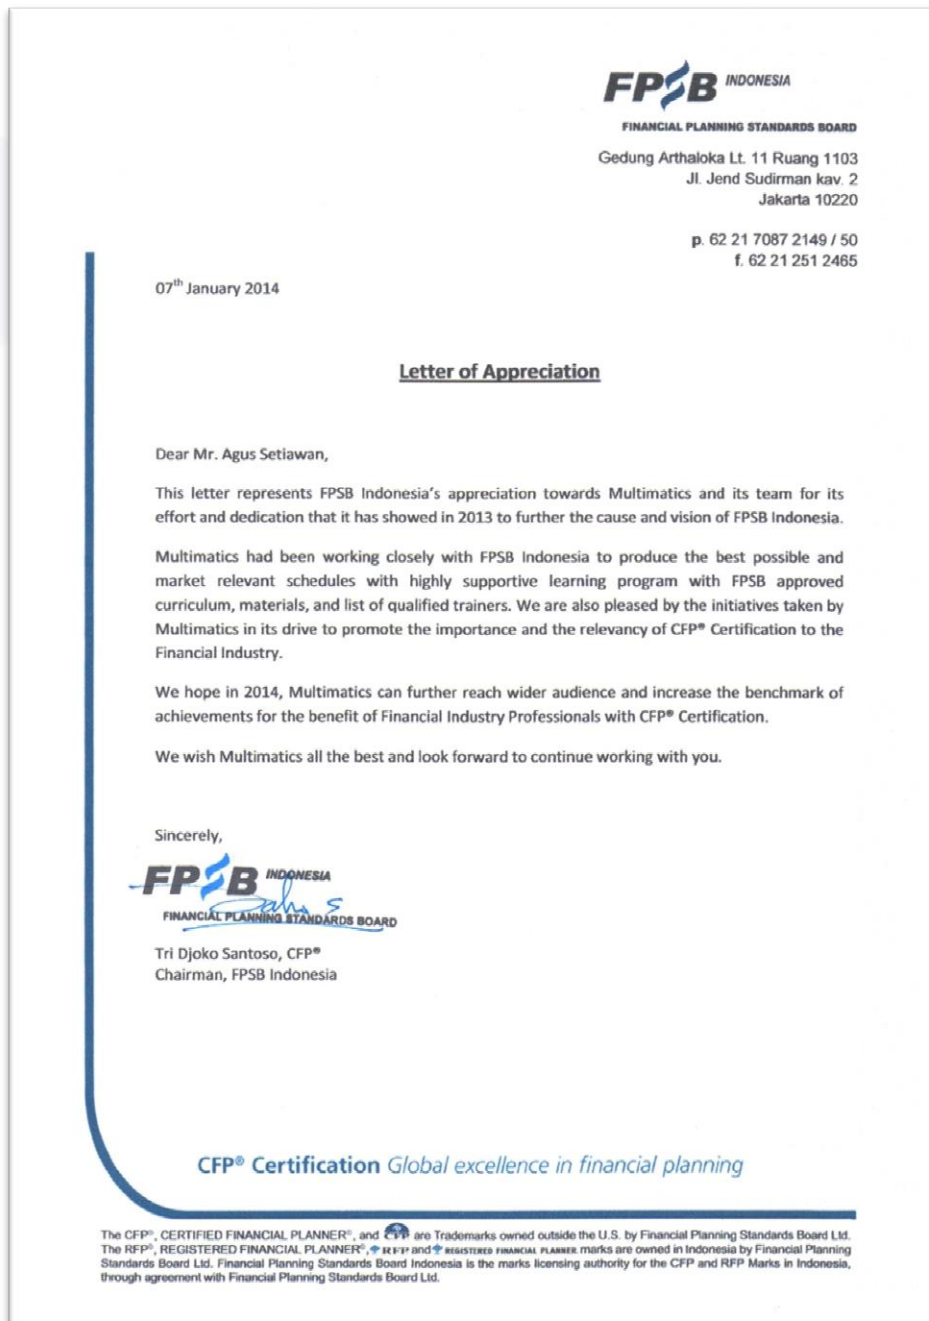 FPSB INDONESIA
FINANCIAL PLANNING STANDARDS BOARD
Gedung Arthaloka Lt. 11 Ruang 1103
Jl. Jend Sudirman kav. 2
Jakarta 10220
p. 62 21 7087 2149 / 50
f. 62 21 251 2465
07th January 2014
Letter of Appreciation
Dear Mr. Agus Setiawan,
This letter represents FPSB Indonesia's appreciation towards Multimatics and its team for its
effort and dedication that it has showed in 2013 to further the cause and vision of FPSB Indonesia.
Multimatics had been working closely with FPSB Indonesia to produce the best possible and
market relevant schedules with highly supportive learning program with FPSB approved
curriculum, materials, and list of qualified trainers. We are also pleased by the initiatives taken by
Multimatics in its drive to promote the importance and the relevancy of CFP® Certification to the
Financial Industry.
We hope in 2014, Multimatics can further reach wider audience and increase the benchmark of
achievements for the benefit of Financial Industry Professionals with CFP® Certification.
We wish Multimatics all the best and look forward to continue working with you.
Sincerely,
FPSB INDONESIA
FINANCIAL PLANNING STANDARDS BOARD
Tri Djoko Santoso, CFP®
Chairman, FPSB Indonesia
CFP® Certification Global excellence in financial planning
The CFP®, CERTIFIED FINANCIAL PLANNER®, and CFP are Trademarks owned outside the U.S. by Financial Planning Standards Board Ltd.
The RFP®, REGISTERED FINANCIAL PLANNER®, RFP and REGISTERED FINANCIAL PLANNER marks are owned in Indonesia by Financial Planning
Standards Board Ltd. Financial Planning Standards Board Indonesia is the marks licensing authority for the CFP and RFP Marks in Indonesia,
through agreement with Financial Planning Standards Board Ltd.